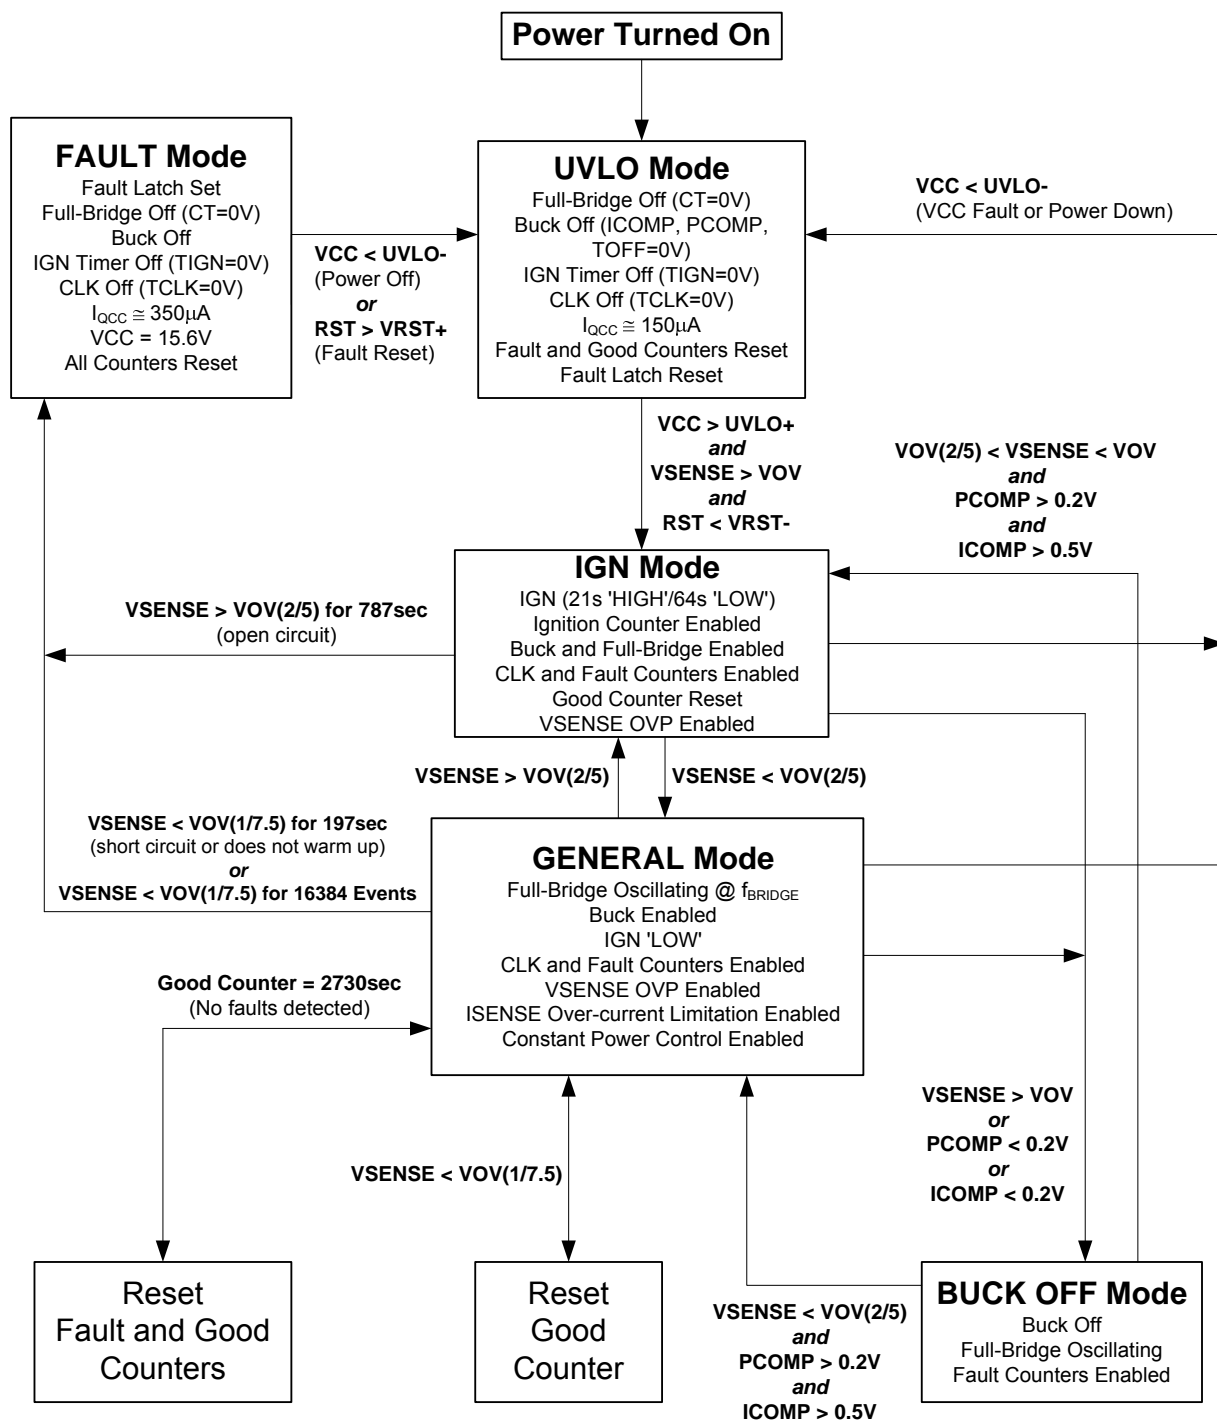 Power Turned On
FAULT Mode
Fault Latch Set
Full-Bridge Off (CT=0V)
Buck Off
IGN Timer Off (TIGN=0V)
CLK Off (TCLK=0V)
IQCC ≅ 350µA
VCC = 15.6V
All Counters Reset
VCC < UVLO-
(Power Off)
or
RST > VRST+
(Fault Reset)
UVLO Mode
Full-Bridge Off (CT=0V)
Buck Off (ICOMP, PCOMP,
TOFF=0V)
IGN Timer Off (TIGN=0V)
CLK Off (TCLK=0V)
IQCC ≅ 150µA
Fault and Good Counters Reset
Fault Latch Reset
VCC < UVLO-
(VCC Fault or Power Down)
VCC > UVLO+
and
VSENSE > VOV
and
RST < VRST-
VOV(2/5) < VSENSE < VOV
and
PCOMP > 0.2V
and
ICOMP > 0.5V
VSENSE > VOV(2/5) for 787sec
(open circuit)
IGN Mode
IGN (21s 'HIGH'/64s 'LOW')
Ignition Counter Enabled
Buck and Full-Bridge Enabled
CLK and Fault Counters Enabled
Good Counter Reset
VSENSE OVP Enabled
VSENSE > VOV(2/5)
VSENSE < VOV(2/5)
VSENSE < VOV(1/7.5) for 197sec
(short circuit or does not warm up)
or
VSENSE < VOV(1/7.5) for 16384 Events
GENERAL Mode
Full-Bridge Oscillating @ fBRIDGE
Buck Enabled
IGN 'LOW'
CLK and Fault Counters Enabled
VSENSE OVP Enabled
ISENSE Over-current Limitation Enabled
Constant Power Control Enabled
Good Counter = 2730sec
(No faults detected)
VSENSE > VOV
or
PCOMP < 0.2V
or
ICOMP < 0.2V
VSENSE < VOV(1/7.5)
Reset
Fault and Good
Counters
Reset
Good
Counter
VSENSE < VOV(2/5)
and
PCOMP > 0.2V
and
ICOMP > 0.5V
BUCK OFF Mode
Buck Off
Full-Bridge Oscillating
Fault Counters Enabled